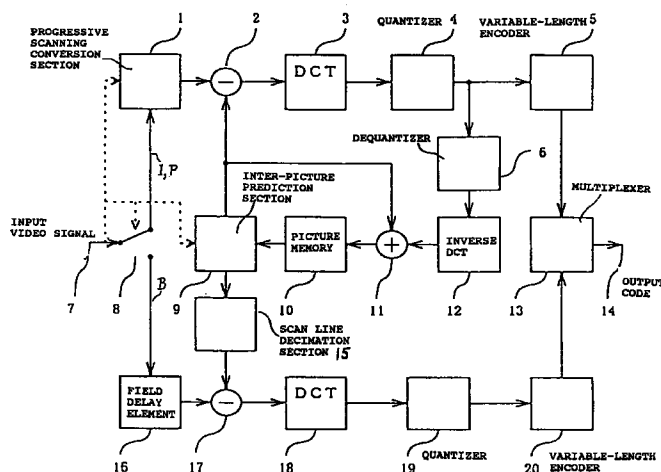 1
2
3
QUANTIZER 4
VARIABLE-LENGTH 5
ENCODER
PROGRESSIVE
SCANNING
CONVERSION
SECTION
−
DCT
DEQUANTIZER
6
I,P
INTER-PICTURE
PREDICTION
SECTION
MULTIPLEXER
INPUT
VIDEO SIGNAL
PICTURE
MEMORY
+
INVERSE
DCT
7
8
B
9
10
11
12
13
14
OUTPUT
CODE
SCAN LINE
DECIMATION
SECTION 15
FIELD
DELAY
ELEMENT
−
DCT
16
17
18
QUANTIZER
19
20
VARIABLE-LENGTH
ENCODER